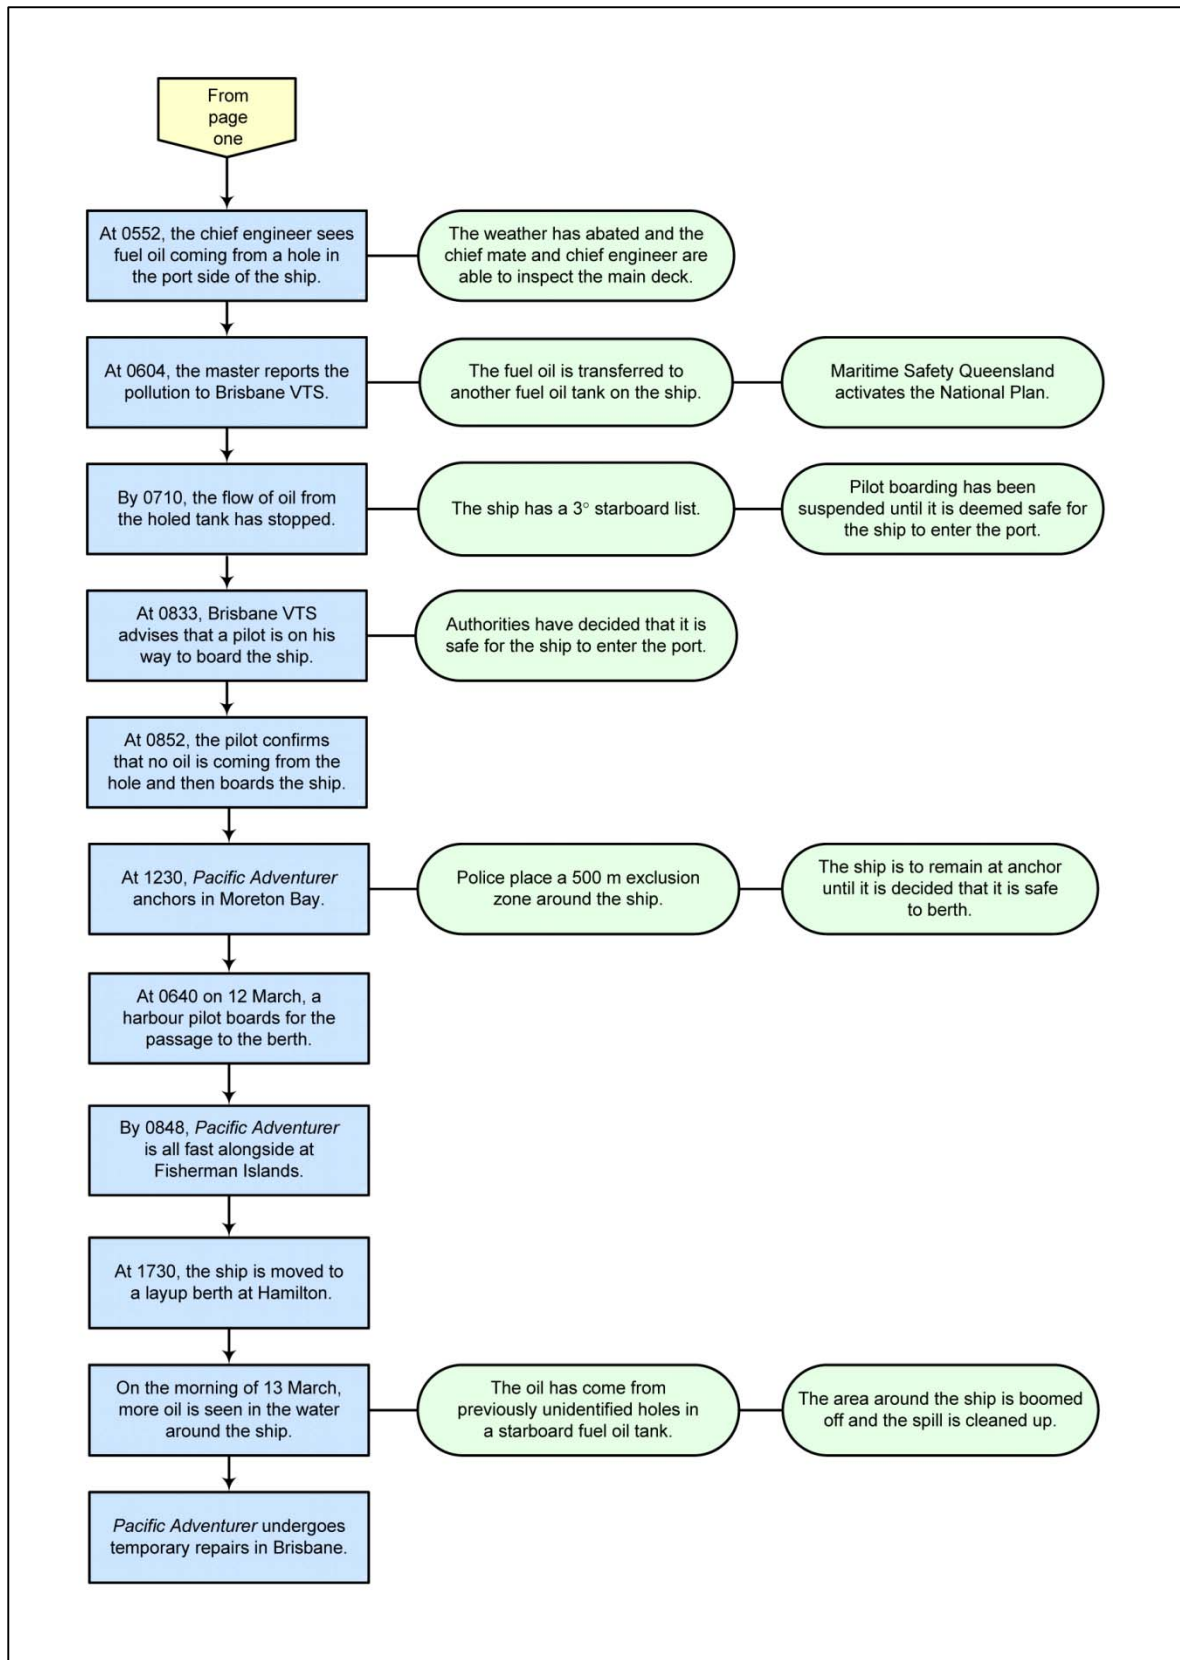 From
page
one
At 0552, the chief engineer sees
fuel oil coming from a hole in
the port side of the ship.
The weather has abated and the
chief mate and chief engineer are
able to inspect the main deck.
At 0604, the master reports the
pollution to Brisbane VTS.
The fuel oil is transferred to
another fuel oil tank on the ship.
Maritime Safety Queensland
activates the National Plan.
By 0710, the flow of oil from
the holed tank has stopped.
The ship has a 3° starboard list.
Pilot boarding has been
suspended until it is deemed safe for
the ship to enter the port.
At 0833, Brisbane VTS
advises that a pilot is on his
way to board the ship.
Authorities have decided that it is
safe for the ship to enter the port.
At 0852, the pilot confirms
that no oil is coming from the
hole and then boards the ship.
At 1230, Pacific Adventurer
anchors in Moreton Bay.
Police place a 500 m exclusion
zone around the ship.
The ship is to remain at anchor
until it is decided that it is safe
to berth.
At 0640 on 12 March, a
harbour pilot boards for the
passage to the berth.
By 0848, Pacific Adventurer
is all fast alongside at
Fisherman Islands.
At 1730, the ship is moved to
a layup berth at Hamilton.
On the morning of 13 March,
more oil is seen in the water
around the ship.
The oil has come from
previously unidentified holes in
a starboard fuel oil tank.
The area around the ship is boomed
off and the spill is cleaned up.
Pacific Adventurer undergoes
temporary repairs in Brisbane.